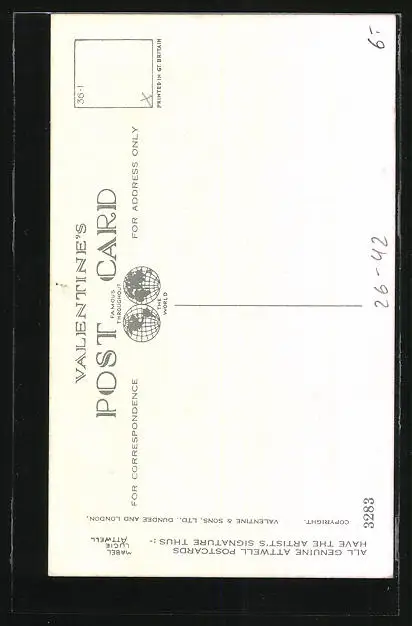 ALL GENUINE ATTWELL POSTCARDS
HAVE THE ARTIST'S SIGNATURE THUS :-
MABEL
LUCIE
ATTWELL
COPYRIGHT.
VALENTINE & SONS, LTD., DUNDEE AND LONDON.
3283
VALENTINE'S
POST CARD
FAMOUS
THROUGHOUT
THE
WORLD
FOR CORRESPONDENCE
FOR ADDRESS ONLY
36-1
X
PRINTED IN GT. BRITAIN
26-42
6-